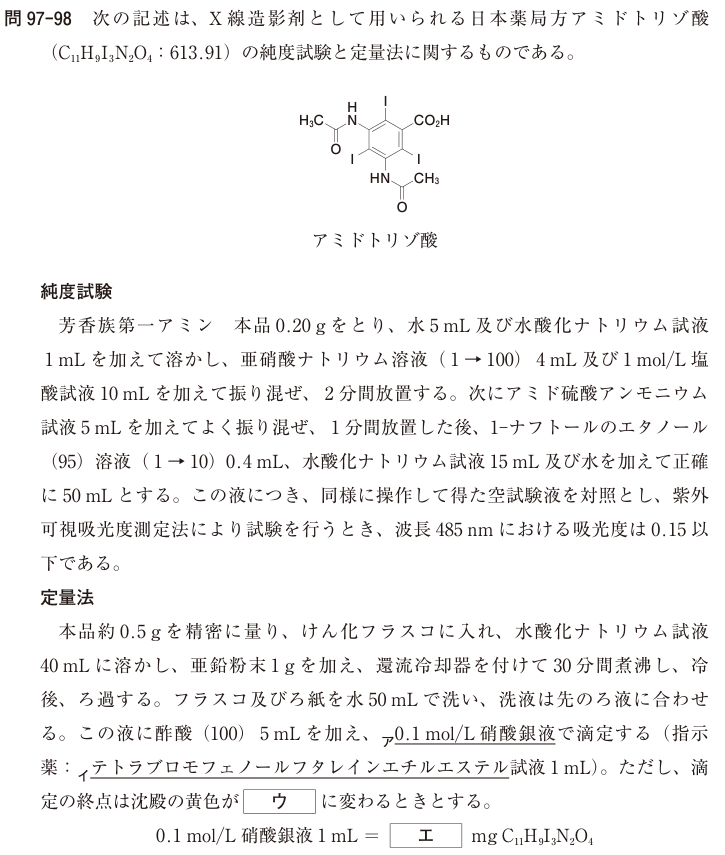 問 97-98　次の記述は、X 線造影剤として用いられる日本薬局方アミドトリゾ酸
（C₁₁H₉I₃N₂O₄：613.91）の純度試験と定量法に関するものである。
I
H
H₃C N CO₂H
O I I
HN CH₃
O
アミドトリゾ酸
純度試験
芳香族第一アミン　本品 0.20 g をとり、水 5 mL 及び水酸化ナトリウム試液
1 mL を加えて溶かし、亜硝酸ナトリウム溶液（1 → 100）4 mL 及び 1 mol/L 塩
酸試液 10 mL を加えて振り混ぜ、2 分間放置する。次にアミド硫酸アンモニウム
試液 5 mL を加えてよく振り混ぜ、1 分間放置した後、1-ナフトールのエタノール
（95）溶液（1 → 10）0.4 mL、水酸化ナトリウム試液 15 mL 及び水を加えて正確
に 50 mL とする。この液につき、同様に操作して得た空試験液を対照とし、紫外
可視吸光度測定法により試験を行うとき、波長 485 nm における吸光度は 0.15 以
下である。
定量法
本品約 0.5 g を精密に量り、けん化フラスコに入れ、水酸化ナトリウム試液
40 mL に溶かし、亜鉛粉末 1 g を加え、還流冷却器を付けて 30 分間煮沸し、冷
後、ろ過する。フラスコ及びろ紙を水 50 mL で洗い、洗液は先のろ液に合わせ
る。この液に酢酸（100）5 mL を加え、ア0.1 mol/L 硝酸銀液で滴定する（指示
薬：イテトラブロモフェノールフタレインエチルエステル試液 1 mL）。ただし、滴
定の終点は沈殿の黄色が ウ に変わるときとする。
0.1 mol/L 硝酸銀液 1 mL = エ mg C₁₁H₉I₃N₂O₄